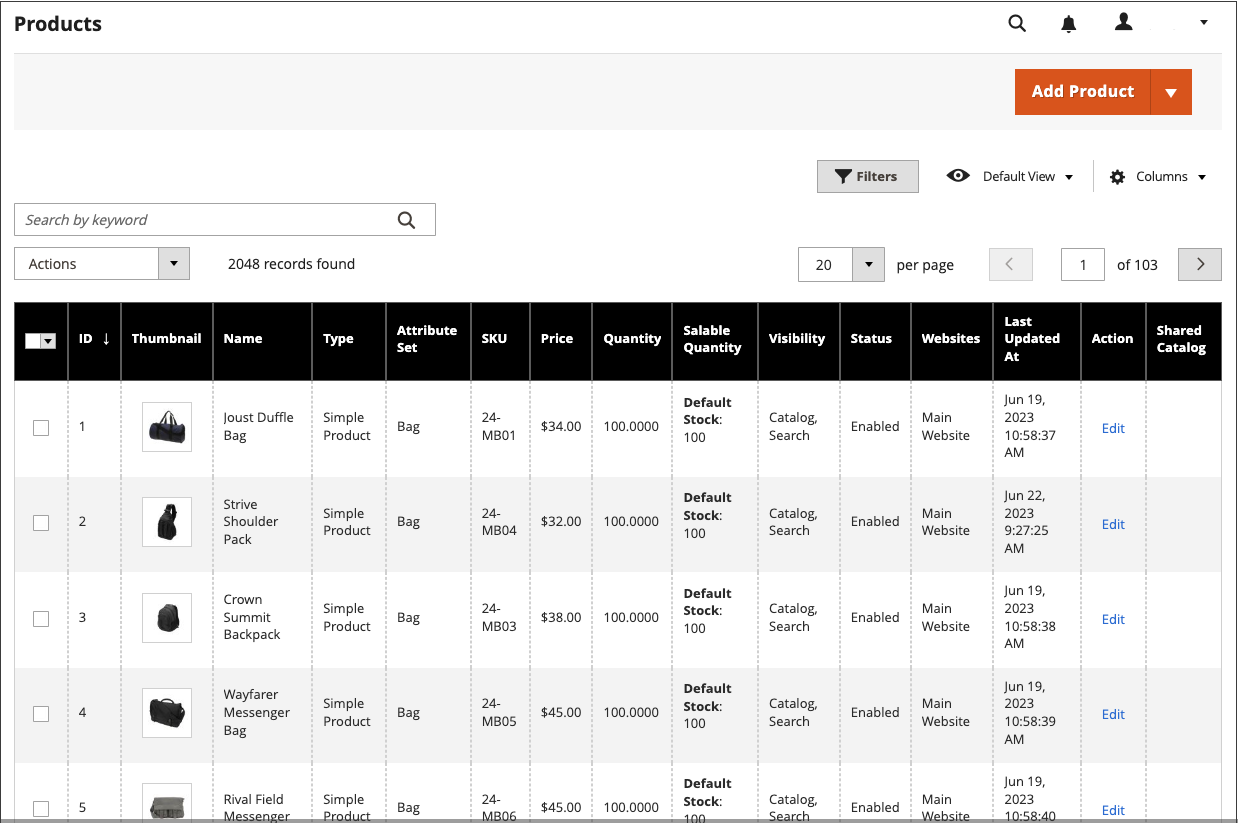 Products
Add Product
Filters
Default View
Columns
Search by keyword
Actions
2048 records found
20
per page
1
of 103
ID ↓
Thumbnail
Name
Type
Attribute
Set
SKU
Price
Quantity
Salable
Quantity
Visibility
Status
Websites
Last
Updated
At
Action
Shared
Catalog
1
Joust Duffle
Bag
Simple
Product
Bag
24-
MB01
$34.00
100.0000
Default
Stock:
100
Catalog,
Search
Enabled
Main
Website
Jun 19,
2023
10:58:37
AM
Edit
2
Strive
Shoulder
Pack
Simple
Product
Bag
24-
MB04
$32.00
100.0000
Default
Stock:
100
Catalog,
Search
Enabled
Main
Website
Jun 22,
2023
9:27:25
AM
Edit
3
Crown
Summit
Backpack
Simple
Product
Bag
24-
MB03
$38.00
100.0000
Default
Stock:
100
Catalog,
Search
Enabled
Main
Website
Jun 19,
2023
10:58:38
AM
Edit
4
Wayfarer
Messenger
Bag
Simple
Product
Bag
24-
MB05
$45.00
100.0000
Default
Stock:
100
Catalog,
Search
Enabled
Main
Website
Jun 19,
2023
10:58:39
AM
Edit
5
Rival Field
Messenger
Simple
Product
Bag
24-
MB06
$45.00
100.0000
Default
Stock:
100
Catalog,
Search
Enabled
Main
Website
Jun 19,
2023
10:58:40
Edit